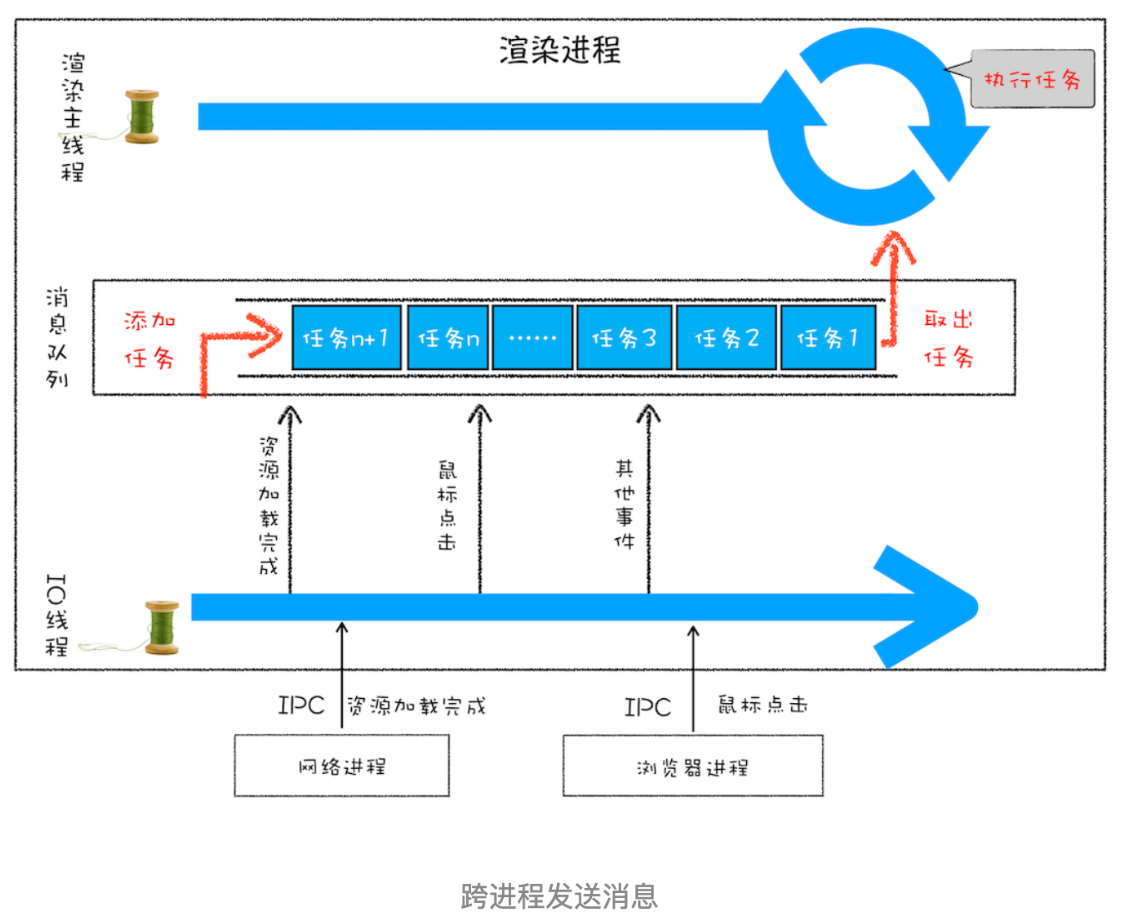 渲染进程
渲染主线程
执行任务
消息队列
添加
任务
任务n+1
任务n
……
任务3
任务2
任务1
取出
任务
资源加载完成
鼠标点击
其他事件
IO线程
IPC
资源加载完成
IPC
鼠标点击
网络进程
浏览器进程
跨进程发送消息